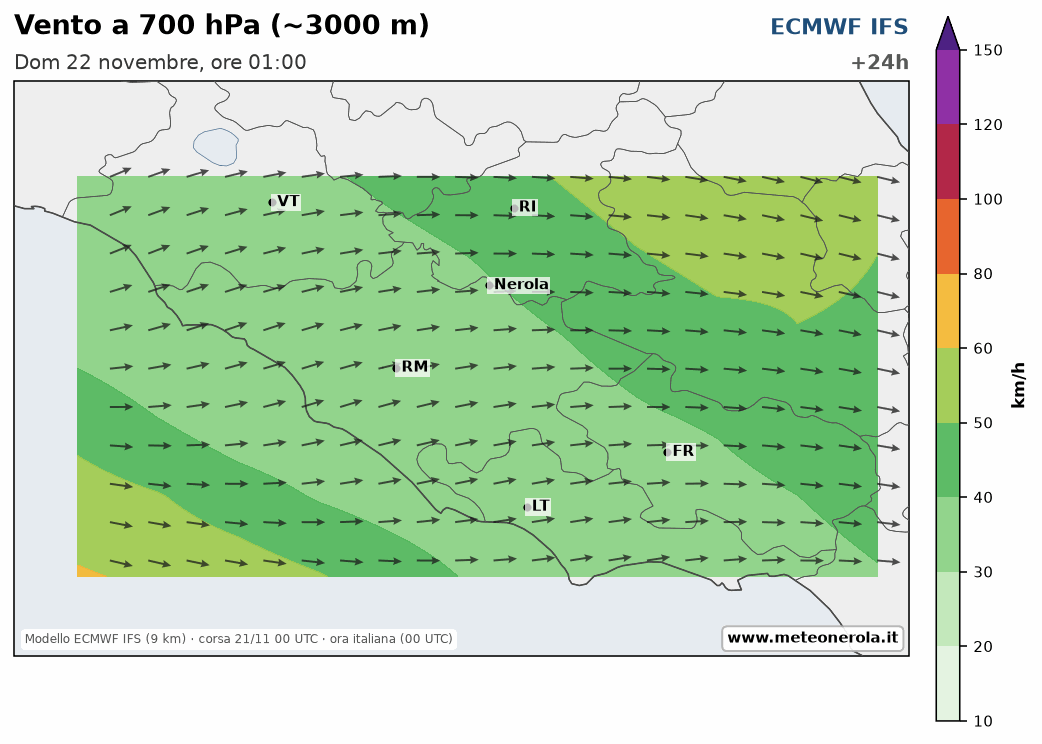 Vento a 700 hPa (~3000 m)
ECMWF IFS
Dom 22 novembre, ore 01:00
+24h
VT
RI
Nerola
RM
FR
LT
150
120
100
80
60
50
40
30
20
10
km/h
Modello ECMWF IFS (9 km) · corsa 21/11 00 UTC · ora italiana (00 UTC)
www.meteonerola.it